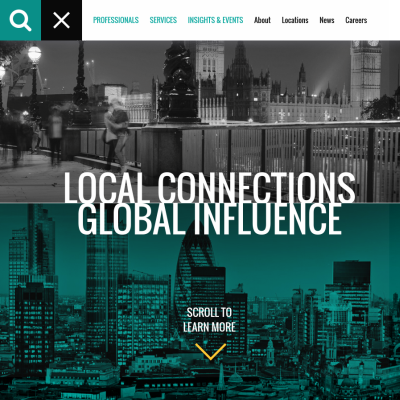 PROFESSIONALS SERVICES INSIGHTS & EVENTS About Locations News Careers
LOCAL CONNECTIONS
GLOBAL INFLUENCE
SCROLL TO
LEARN MORE